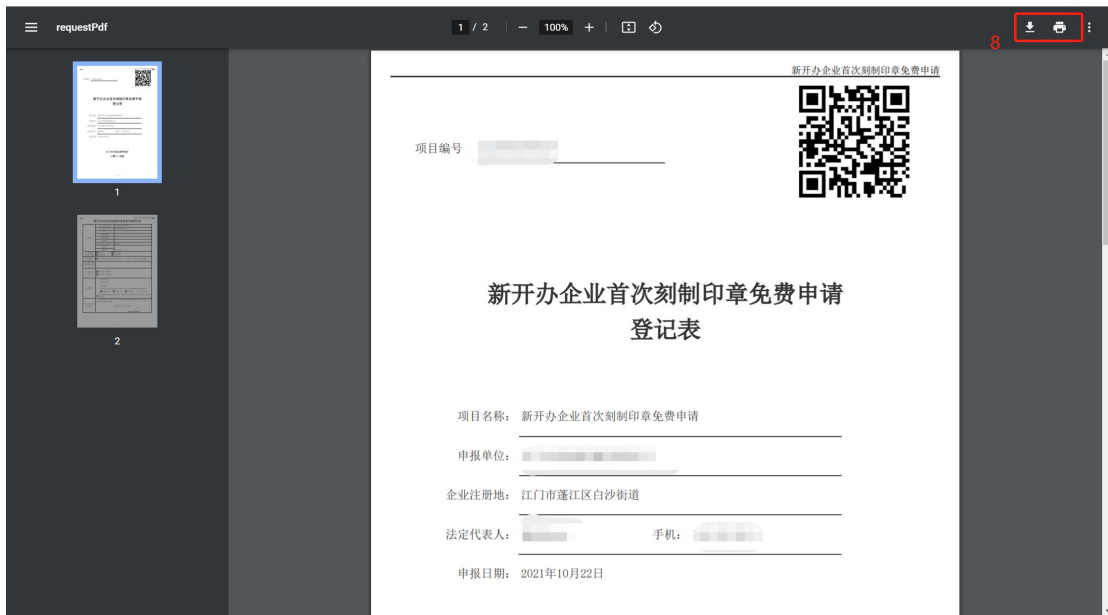 requestPdf
1 / 2
100%
8
新开办企业首次刻制印章免费申请
项目编号
新开办企业首次刻制印章免费申请
登记表
项目名称： 新开办企业首次刻制印章免费申请
申报单位：
企业注册地： 江门市蓬江区白沙街道
法定代表人： 手机：
申报日期： 2021年10月22日
1
2